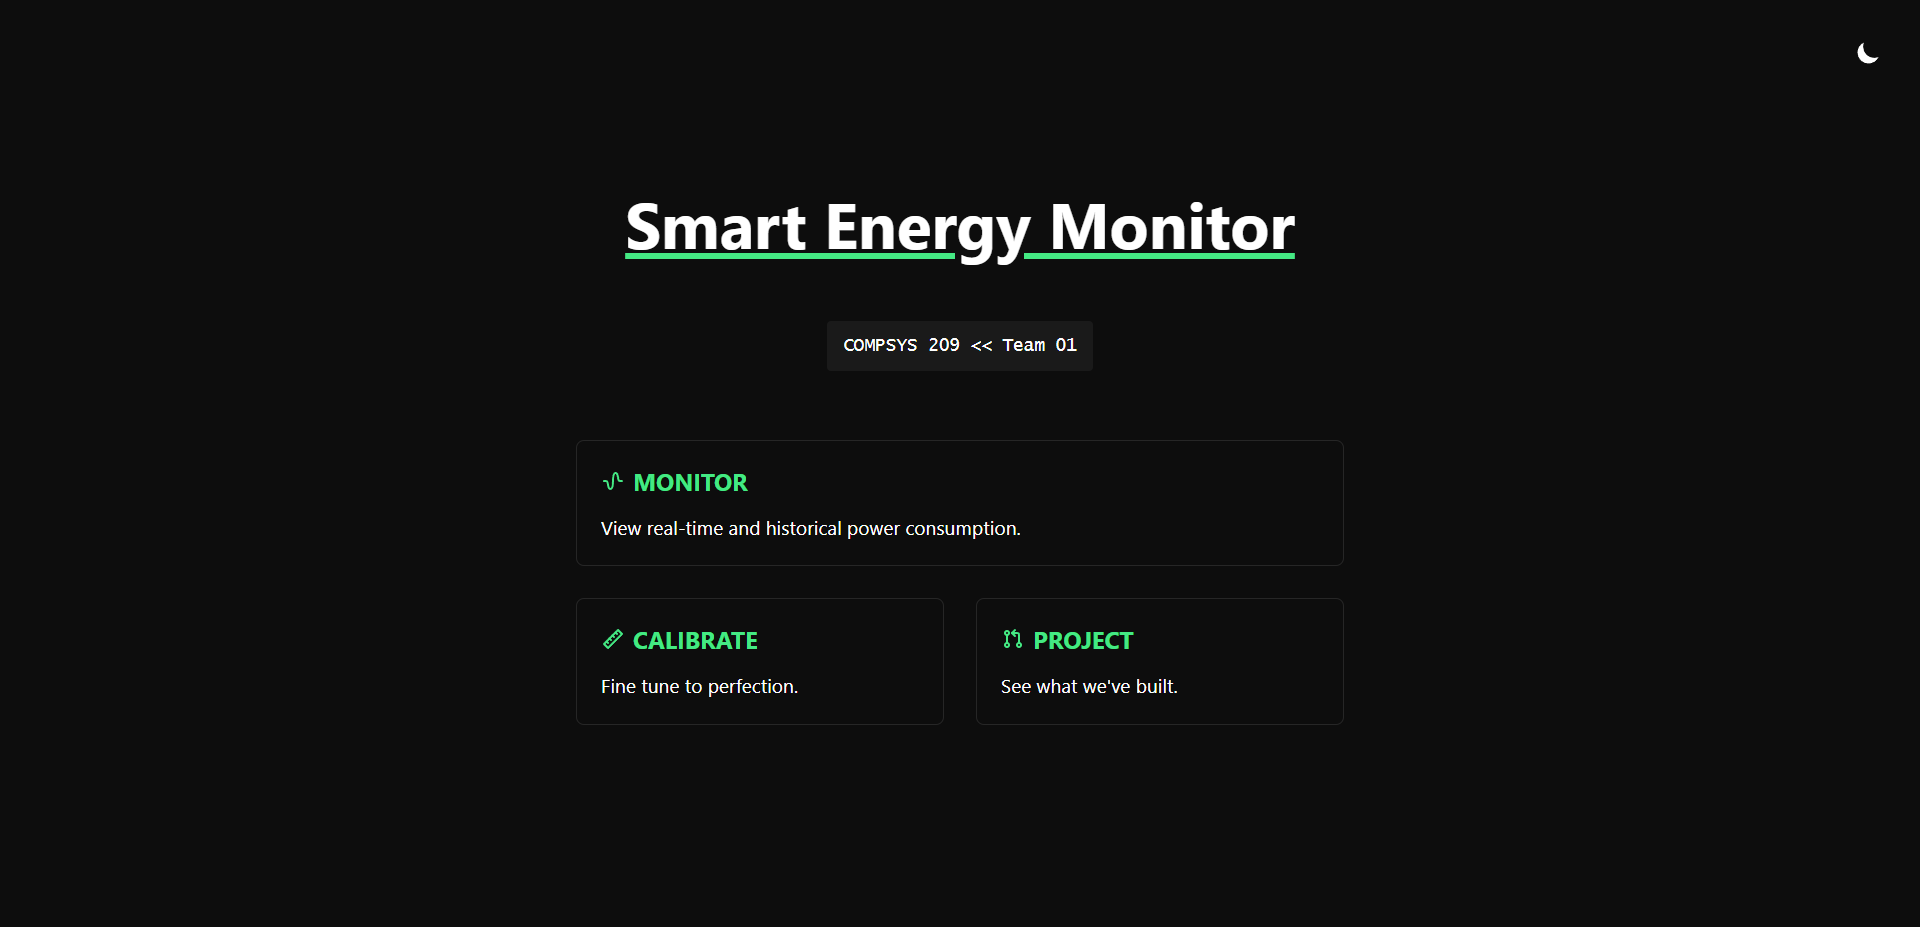 Smart Energy Monitor
COMPSYS 209 << Team 01
MONITOR
View real-time and historical power consumption.
CALIBRATE
Fine tune to perfection.
PROJECT
See what we've built.